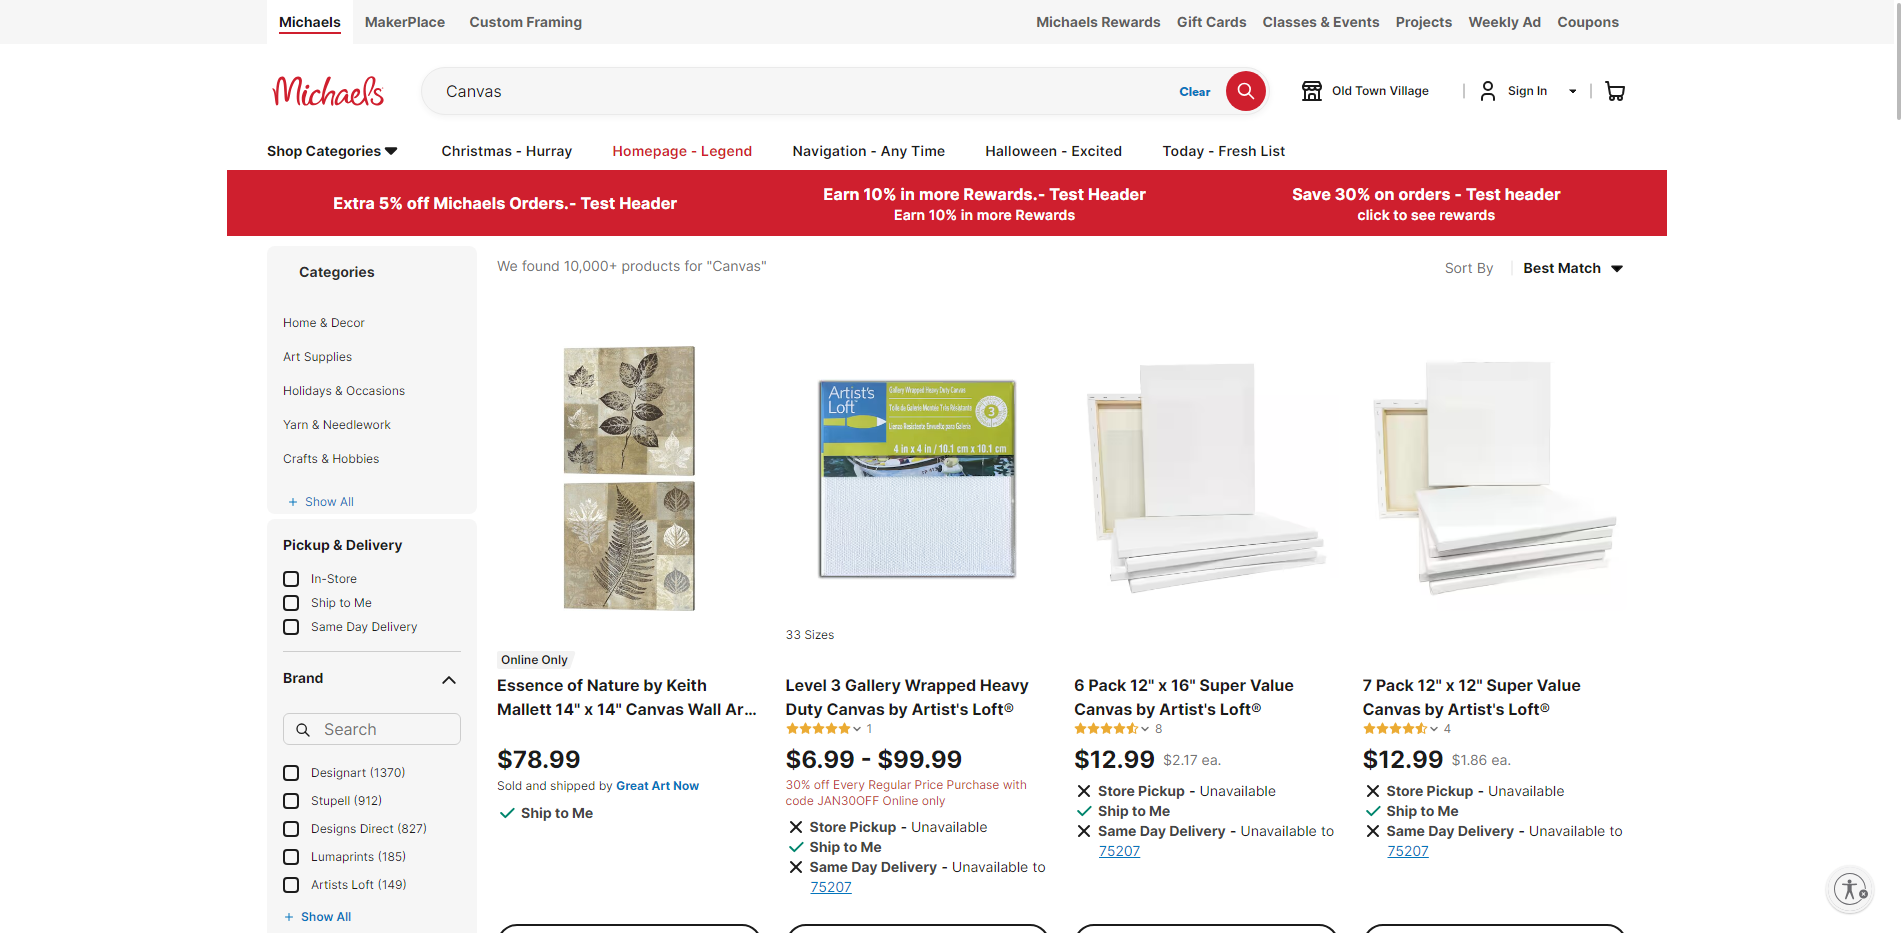 Michaels
MakerPlace
Custom Framing
Michaels Rewards
Gift Cards
Classes & Events
Projects
Weekly Ad
Coupons
Michaels
Canvas
Clear
Old Town Village
Sign In
Shop Categories
Christmas - Hurray
Homepage - Legend
Navigation - Any Time
Halloween - Excited
Today - Fresh List
Extra 5% off Michaels Orders.- Test Header
Earn 10% in more Rewards.- Test Header
Earn 10% in more Rewards
Save 30% on orders - Test header
click to see rewards
Categories
Home & Decor
Art Supplies
Holidays & Occasions
Yarn & Needlework
Crafts & Hobbies
+ Show All
Pickup & Delivery
In-Store
Ship to Me
Same Day Delivery
Brand
Search
Designart (1370)
Stupell (912)
Designs Direct (827)
Lumaprints (185)
Artists Loft (149)
+ Show All
We found 10,000+ products for "Canvas"
Sort By
Best Match
Online Only
Essence of Nature by Keith
Mallett 14" x 14" Canvas Wall Ar...
$78.99
Sold and shipped by Great Art Now
Ship to Me
Artist's
Loft
Gallery Wrapped Heavy Duty Canvas
3
4 in x 4 in / 10.1 cm x 10.1 cm
33 Sizes
Level 3 Gallery Wrapped Heavy
Duty Canvas by Artist's Loft®
1
$6.99 - $99.99
30% off Every Regular Price Purchase with
code JAN30OFF Online only
Store Pickup - Unavailable
Ship to Me
Same Day Delivery - Unavailable to
75207
6 Pack 12" x 16" Super Value
Canvas by Artist's Loft®
8
$12.99 $2.17 ea.
Store Pickup - Unavailable
Ship to Me
Same Day Delivery - Unavailable to
75207
7 Pack 12" x 12" Super Value
Canvas by Artist's Loft®
4
$12.99 $1.86 ea.
Store Pickup - Unavailable
Ship to Me
Same Day Delivery - Unavailable to
75207